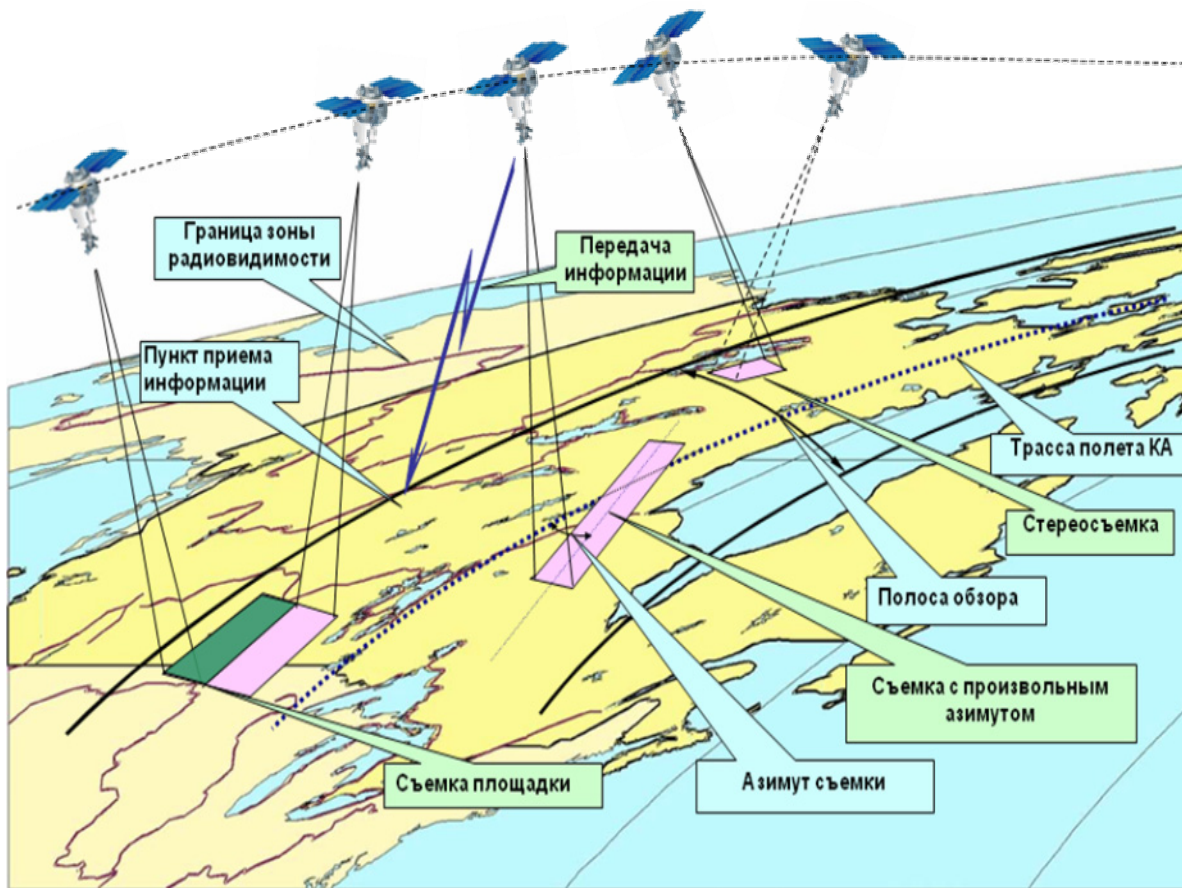 Граница зоны
радиовидимости
Передача
информации
Пункт приема
информации
Трасса полета КА
Стереосъемка
Полоса обзора
Съемка с произвольным
азимутом
Съемка площадки
Азимут съемки